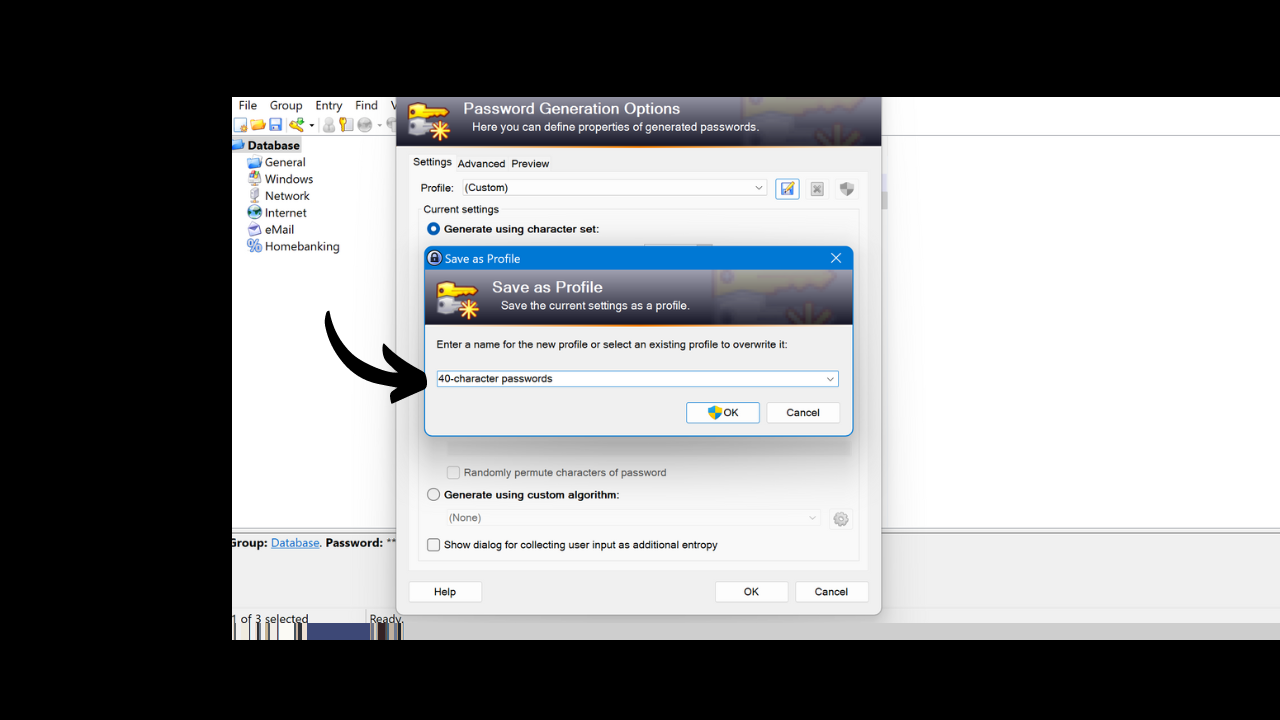 File Group Entry Find
Password Generation Options
Here you can define properties of generated passwords.
Database
General
Windows
Network
Internet
eMail
Homebanking
Settings Advanced Preview
Profile: (Custom)
Current settings
Generate using character set:
Save as Profile
Save as Profile
Save the current settings as a profile.
Enter a name for the new profile or select an existing profile to overwrite it:
40-character passwords
OK Cancel
Randomly permute characters of password
Generate using custom algorithm:
(None)
Show dialog for collecting user input as additional entropy
Group: Database. Password: **
Help OK Cancel
1 of 3 selected Ready.